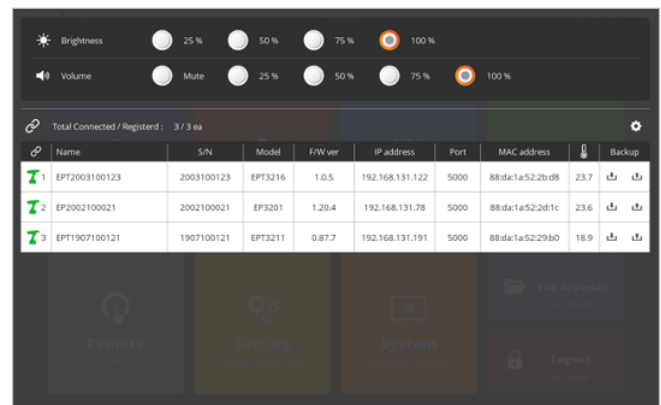 Brightness 25 % 50 % 75 % 100 %
Volume Mute 25 % 50 % 75 % 100 %
Total Connected / Registerd : 3 / 3 ea
Name S/N Model F/W ver IP address Port MAC address Backup
1 EPT2003100123 2003100123 EPT3216 1.0.5 192.168.131.122 5000 88:da:1a:52:2b:d8 23.7
2 EP2002100021 2002100021 EP3201 1.20.4 192.168.131.78 5000 88:da:1a:52:2d:1c 23.6
3 EPT1907100121 1907100121 EPT3211 0.87.7 192.168.131.191 5000 88:da:1a:52:29:b0 18.9
File browser
Remote Setting System
Logout